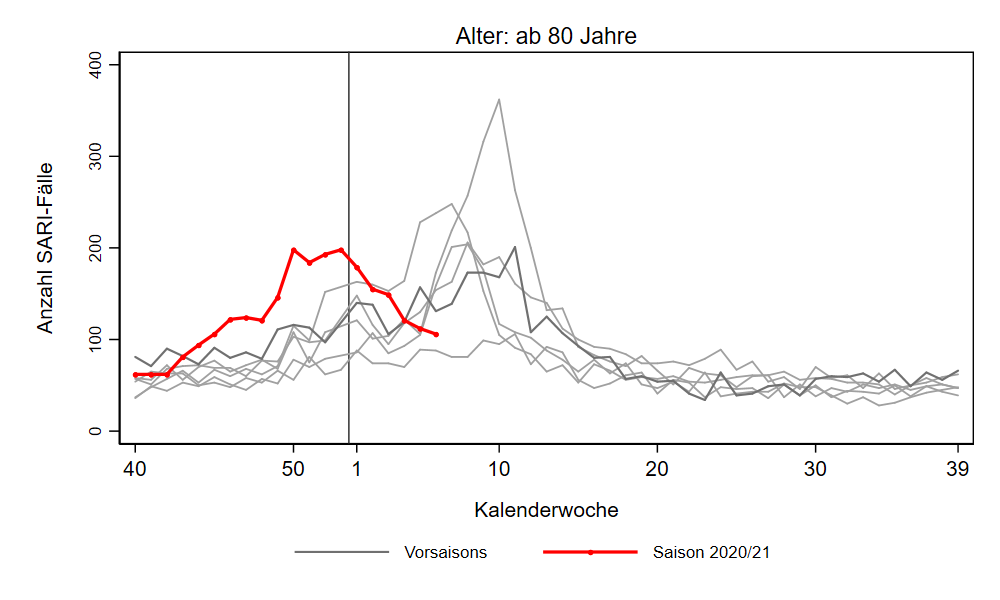 Alter: ab 80 Jahre
Anzahl SARI-Fälle
400
300
200
100
0
40 50 1 10 20 30 39
Kalenderwoche
Vorsaisons Saison 2020/21